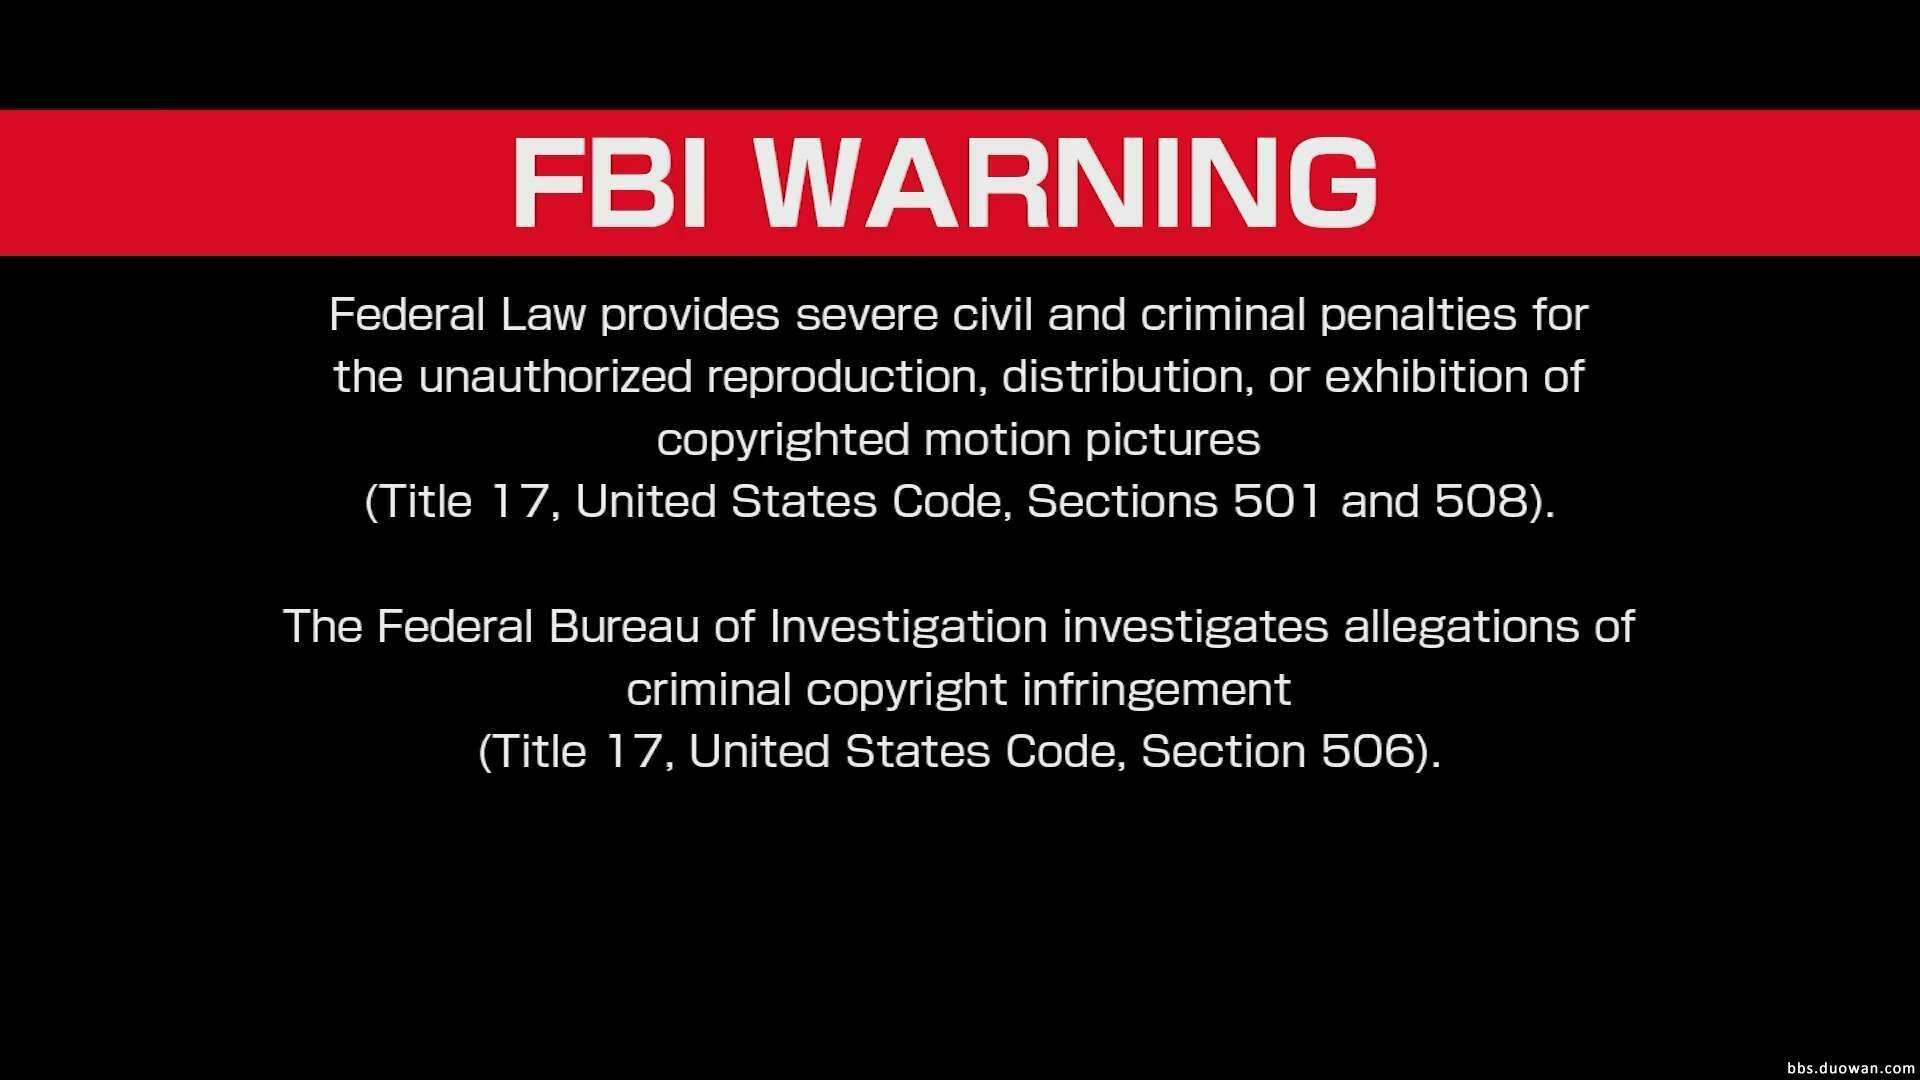 FBI WARNING
Federal Law provides severe civil and criminal penalties for
the unauthorized reproduction, distribution, or exhibition of
copyrighted motion pictures
(Title 17, United States Code, Sections 501 and 508).
The Federal Bureau of Investigation investigates allegations of
criminal copyright infringement
(Title 17, United States Code, Section 506).
bbs.duowan.com